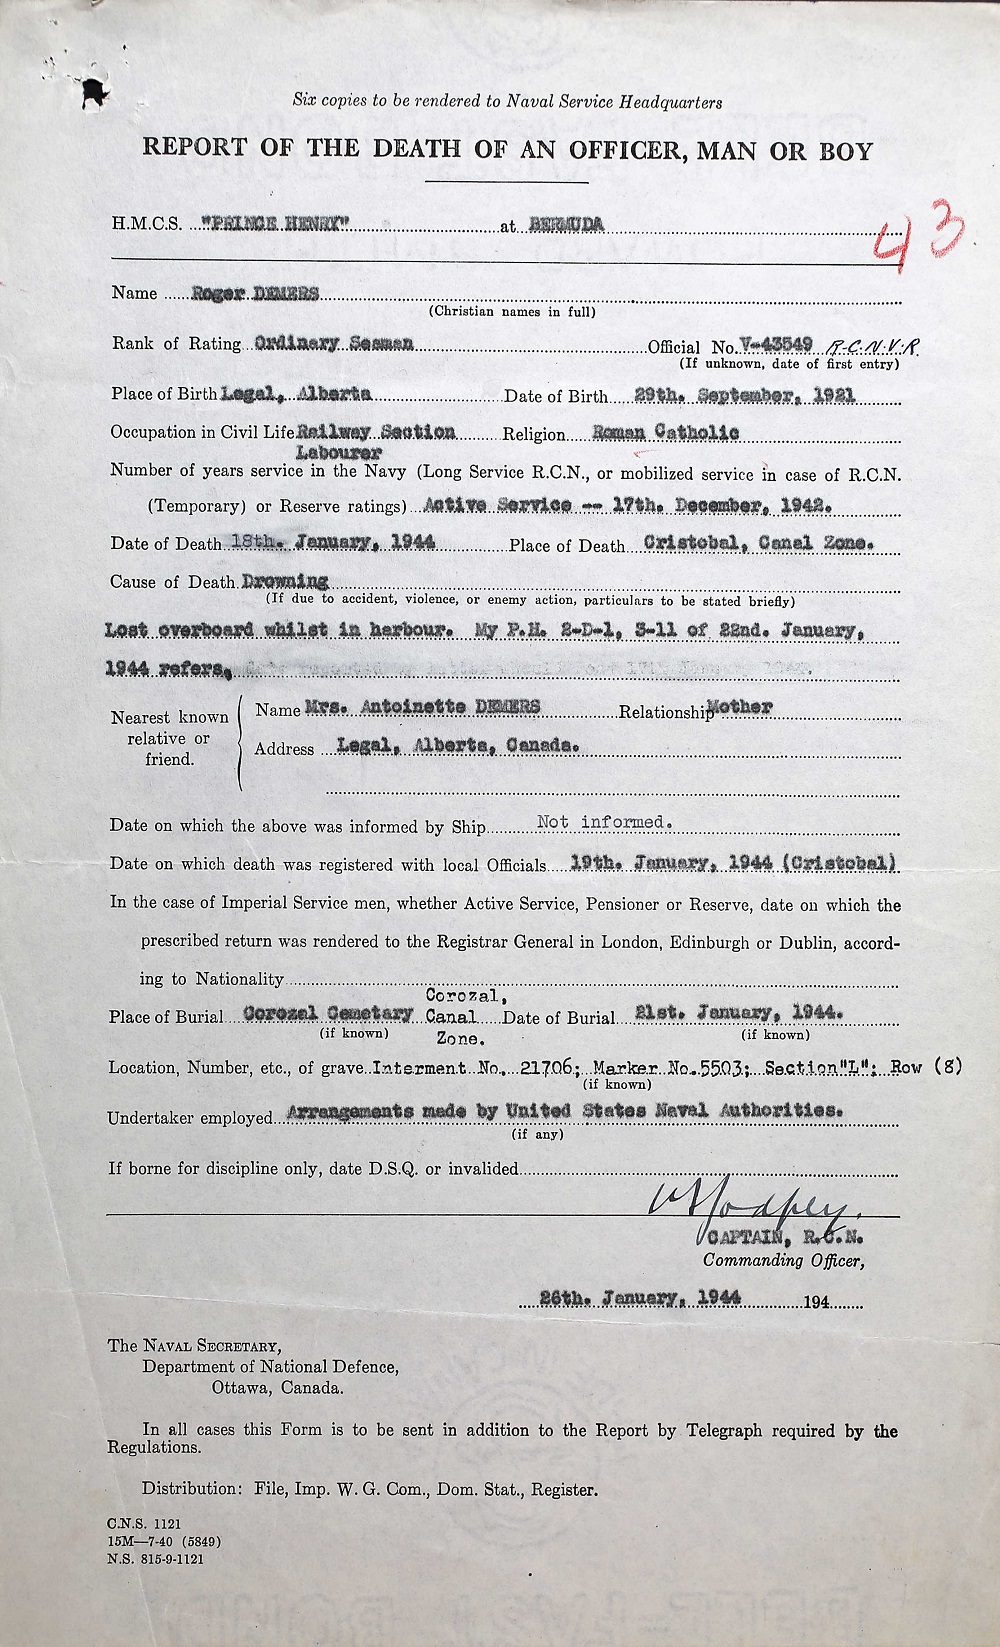 Six copies to be rendered to Naval Service Headquarters
REPORT OF THE DEATH OF AN OFFICER, MAN OR BOY
H.M.C.S. "PRINCE HENRY" at BERMUDA
43
Name Roger DEMERS
(Christian names in full)
Rank of Rating Ordinary Seaman Official No. V-43549 R.C.N.V.R.
(If unknown, date of first entry)
Place of Birth Legal, Alberta Date of Birth 29th. September, 1921
Occupation in Civil Life Railway Section Religion Roman Catholic
Labourer
Number of years service in the Navy (Long Service R.C.N., or mobilized service in case of R.C.N.
(Temporary) or Reserve ratings) Active Service -- 17th. December, 1942.
Date of Death 18th. January, 1944 Place of Death Cristobal, Canal Zone.
Cause of Death Drowning
(If due to accident, violence, or enemy action, particulars to be stated briefly)
Lost overboard whilst in harbour. My P.H. 2-D-1, 3-11 of 22nd. January,
1944 refers.
Nearest known
relative or
friend.
Name Mrs. Antoinette DEMERS Relationship Mother
Address Legal, Alberta, Canada.
Date on which the above was informed by Ship Not informed.
Date on which death was registered with local Officials 19th. January, 1944 (Cristobal)
In the case of Imperial Service men, whether Active Service, Pensioner or Reserve, date on which the
prescribed return was rendered to the Registrar General in London, Edinburgh or Dublin, accord-
ing to Nationality
Corozal,
Place of Burial Corozal Cemetary Canal Date of Burial 21st. January, 1944.
(if known) Zone. (if known)
Location, Number, etc., of grave Interment No. 21706; Marker No. 5503; Section "L"; Row (8)
(if known)
Undertaker employed Arrangements made by United States Naval Authorities.
(if any)
If borne for discipline only, date D.S.Q. or invalided
CAPTAIN, R.C.N.
Commanding Officer,
26th. January, 1944 194
The NAVAL SECRETARY,
Department of National Defence,
Ottawa, Canada.
In all cases this Form is to be sent in addition to the Report by Telegraph required by the
Regulations.
Distribution: File, Imp. W. G. Com., Dom. Stat., Register.
C.N.S. 1121
15M—7-40 (5849)
N.S. 815-9-1121